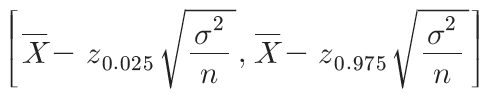 [X̅ − z_{0.025} √(σ²/n) , X̅ − z_{0.975} √(σ²/n)]